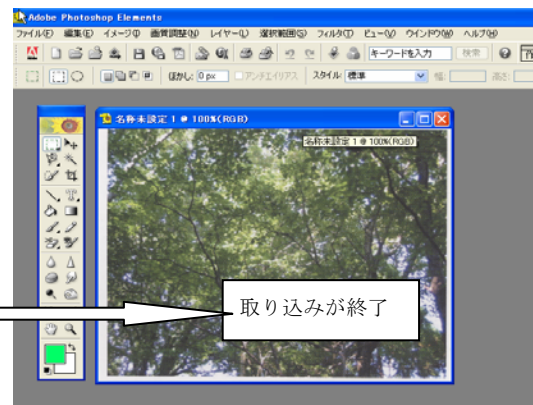 Adobe Photoshop Elements
ファイル(F) 編集(E) イメージ(I) 画質調整(N) レイヤー(L) 選択範囲(S) フィルタ(T) ビュー(V) ウインドウ(W) ヘルプ(H)
キーワードを入力 検索
ぼかし: 0 px アンチエイリアス スタイル: 標準 幅: 高さ:
名称未設定 1 @ 100%(RGB)
名称未設定 1 @ 100%(RGB)
取り込みが終了